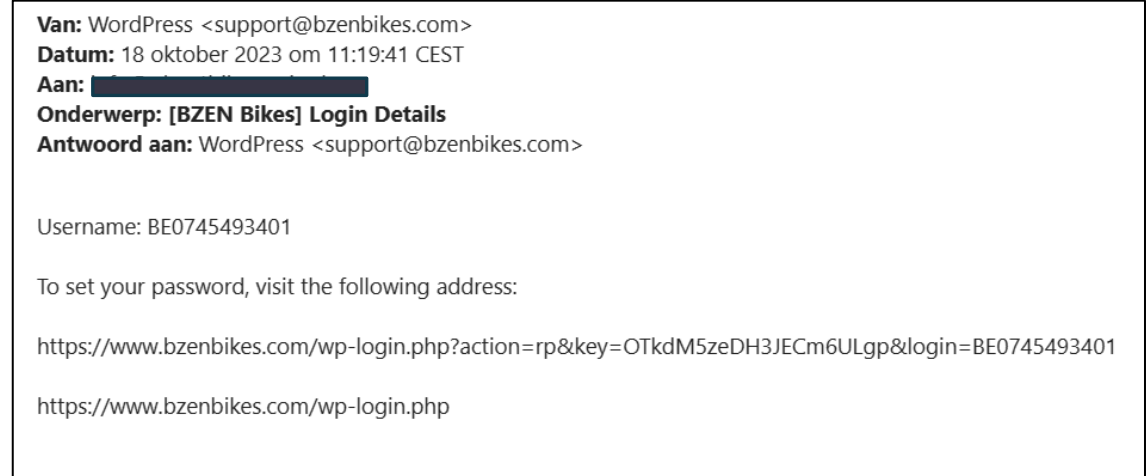 Van: WordPress <support@bzenbikes.com>
Datum: 18 oktober 2023 om 11:19:41 CEST
Aan:
Onderwerp: [BZEN Bikes] Login Details
Antwoord aan: WordPress <support@bzenbikes.com>
Username: BE0745493401
To set your password, visit the following address:
https://www.bzenbikes.com/wp-login.php?action=rp&key=OTkdM5zeDH3JECm6ULgp&login=BE0745493401
https://www.bzenbikes.com/wp-login.php